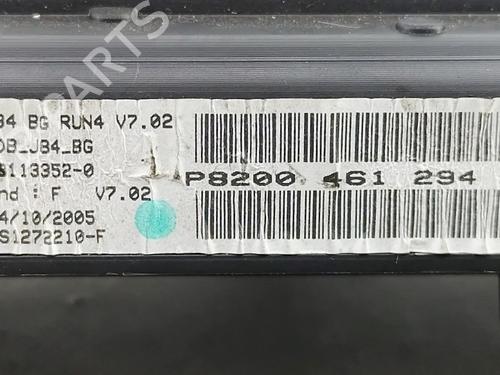 B4 BG RUN4 V7.02
DB_JB4_BG
S113352-0
nd : F V7.02
4/10/2005
S1272210-F
P8200 461 294
PARTS